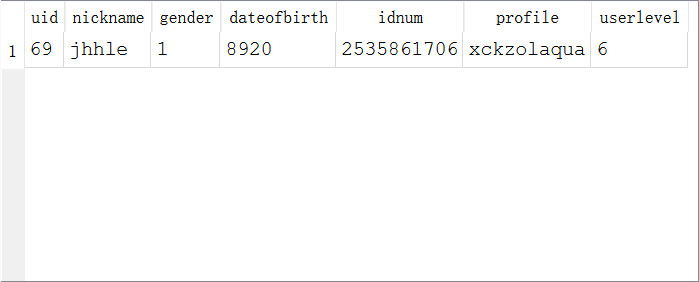 uid nickname gender dateofbirth idnum profile userlevel
1 69 jhhle 1 8920 2535861706 xckzolaqua 6